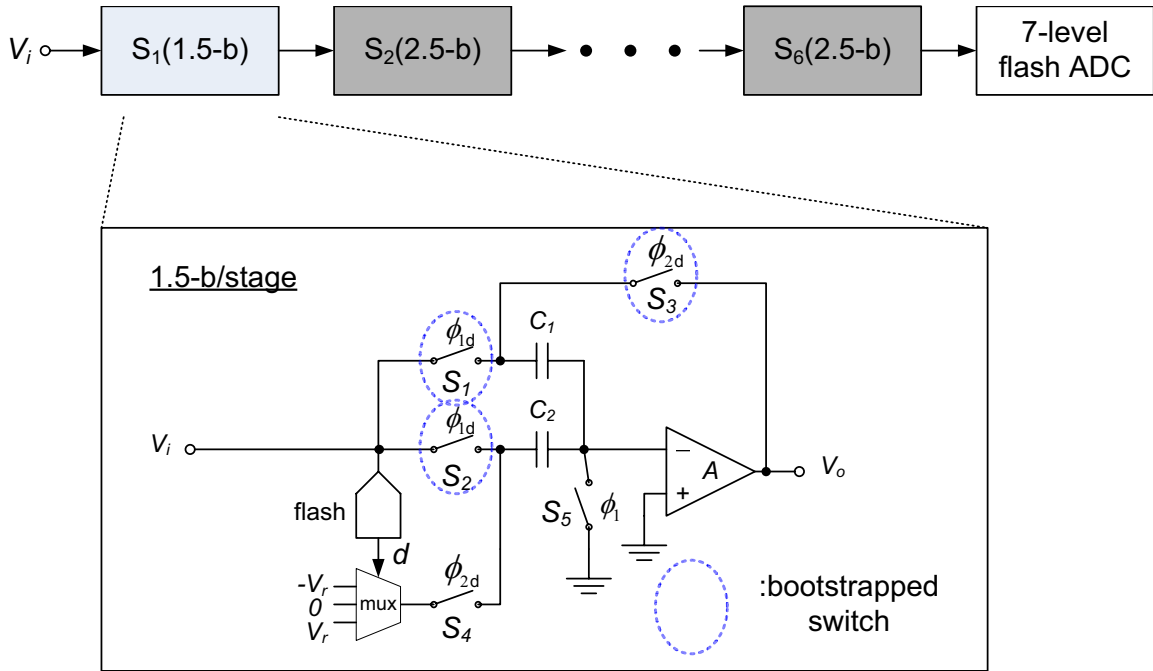 V_i
S_1(1.5-b)
S_2(2.5-b)
S_6(2.5-b)
7-level
flash ADC
1.5-b/stage
ϕ_2d
S_3
ϕ_1d
S_1
C_1
ϕ_1d
S_2
C_2
V_i
−
+
A
V_o
flash
d
S_5
ϕ_1
-V_r
0
V_r
mux
ϕ_2d
S_4
:bootstrapped
switch